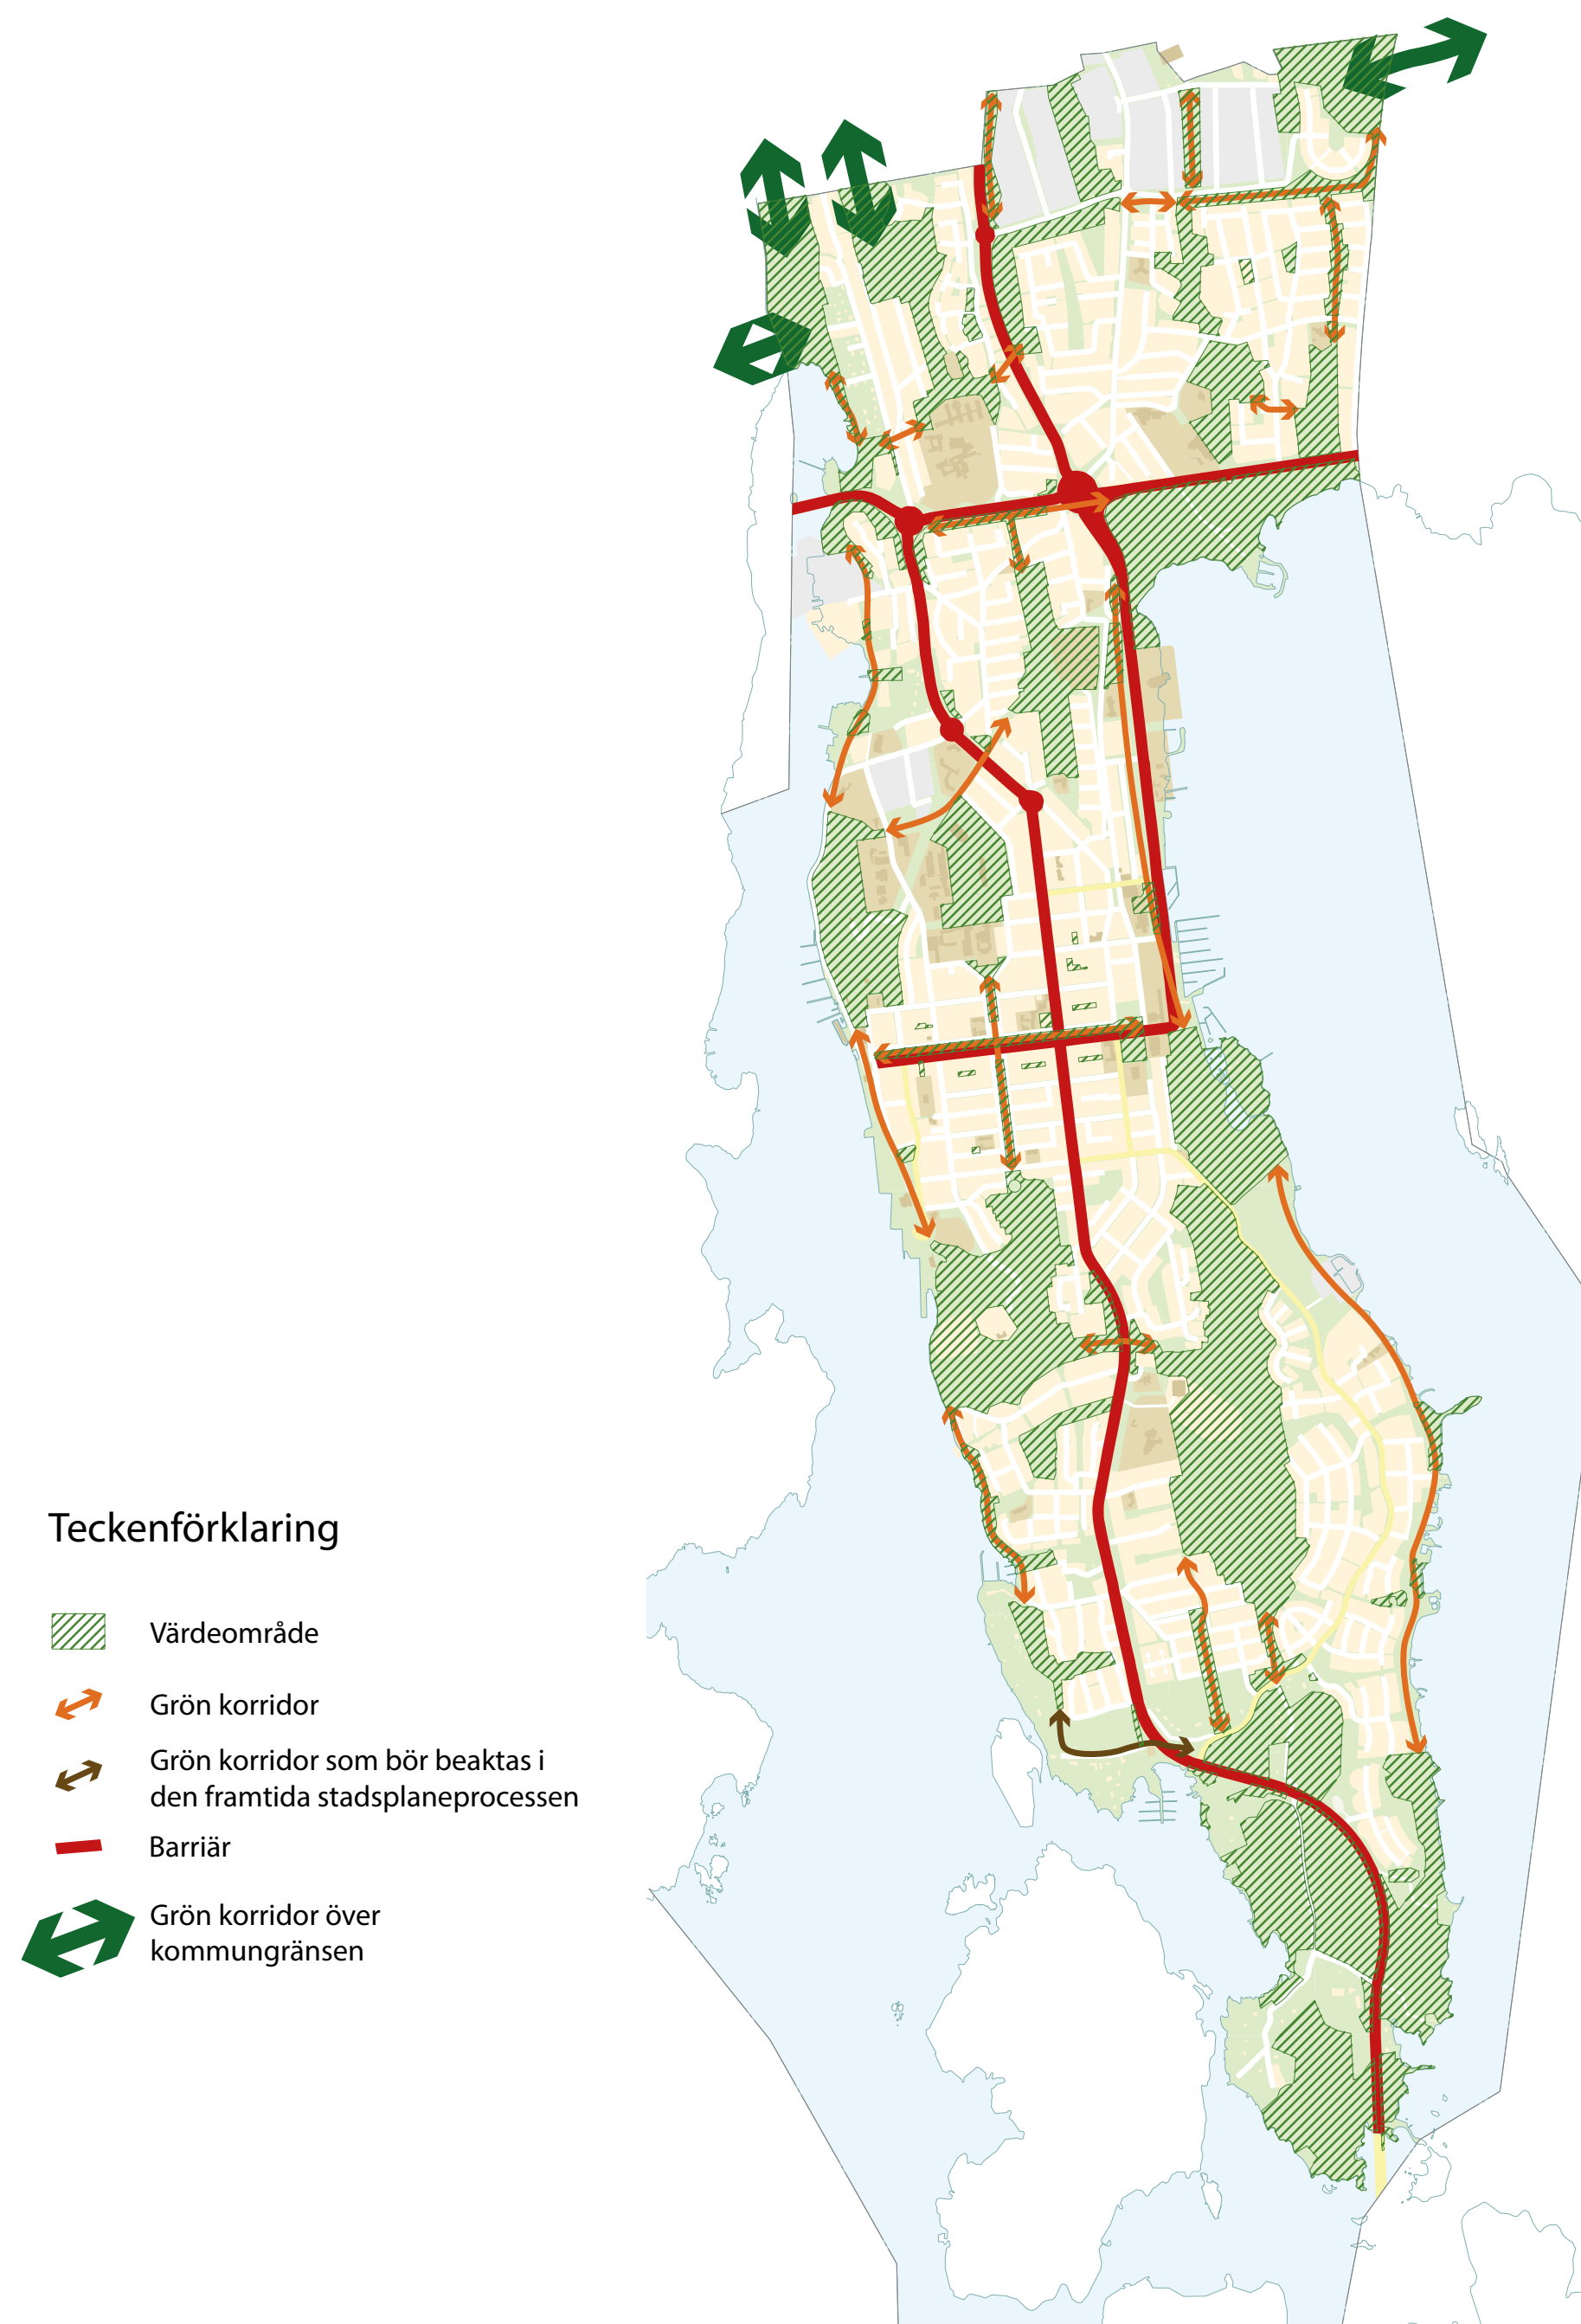 Teckenförklaring
Värdeområde
Grön korridor
Grön korridor som bör beaktas i
den framtida stadsplaneprocessen
Barriär
Grön korridor över
kommungränsen